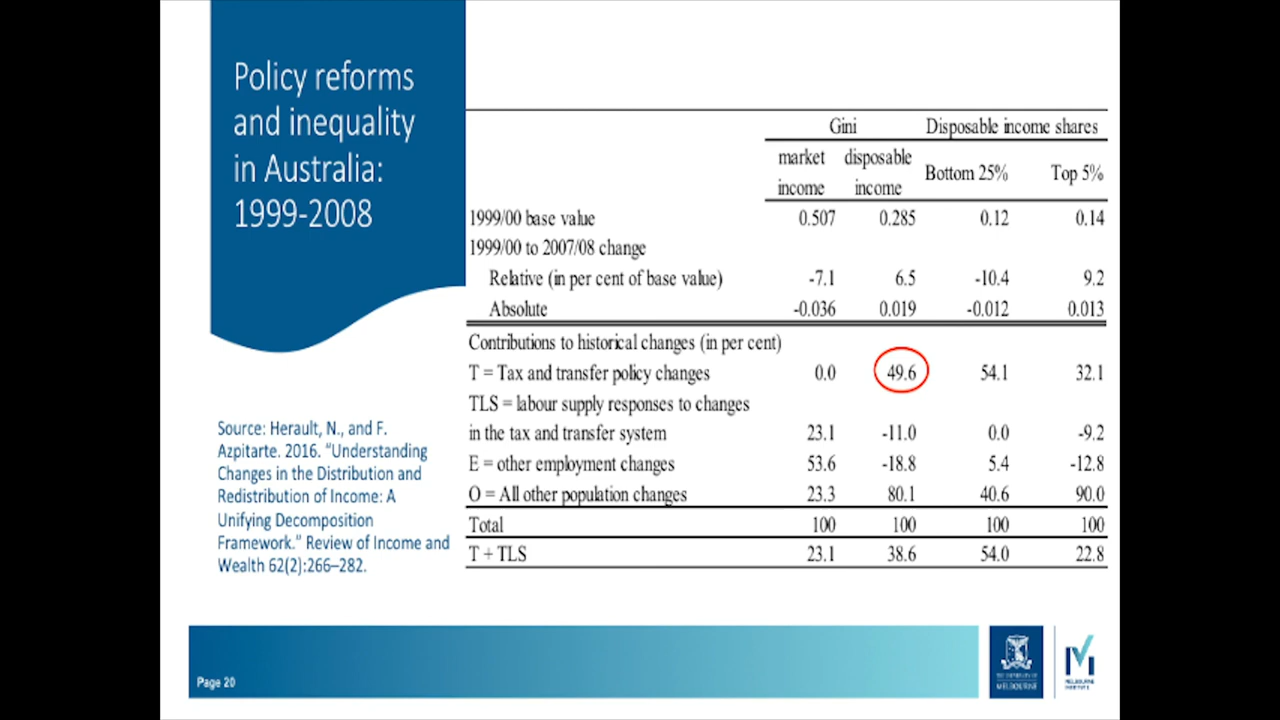 Policy reforms
and inequality
in Australia:
1999-2008
Source: Herault, N., and F.
Azpitarte. 2016. “Understanding
Changes in the Distribution and
Redistribution of Income: A
Unifying Decomposition
Framework.” Review of Income and
Wealth 62(2):266–282.
Gini Disposable income shares
market income disposable income Bottom 25% Top 5%
1999/00 base value 0.507 0.285 0.12 0.14
1999/00 to 2007/08 change
Relative (in per cent of base value) -7.1 6.5 -10.4 9.2
Absolute -0.036 0.019 -0.012 0.013
Contributions to historical changes (in per cent)
T = Tax and transfer policy changes 0.0 49.6 54.1 32.1
TLS = labour supply responses to changes
in the tax and transfer system 23.1 -11.0 0.0 -9.2
E = other employment changes 53.6 -18.8 5.4 -12.8
O = All other population changes 23.3 80.1 40.6 90.0
Total 100 100 100 100
T + TLS 23.1 38.6 54.0 22.8
Page 20
THE UNIVERSITY OF
MELBOURNE
MELBOURNE
INSTITUTE